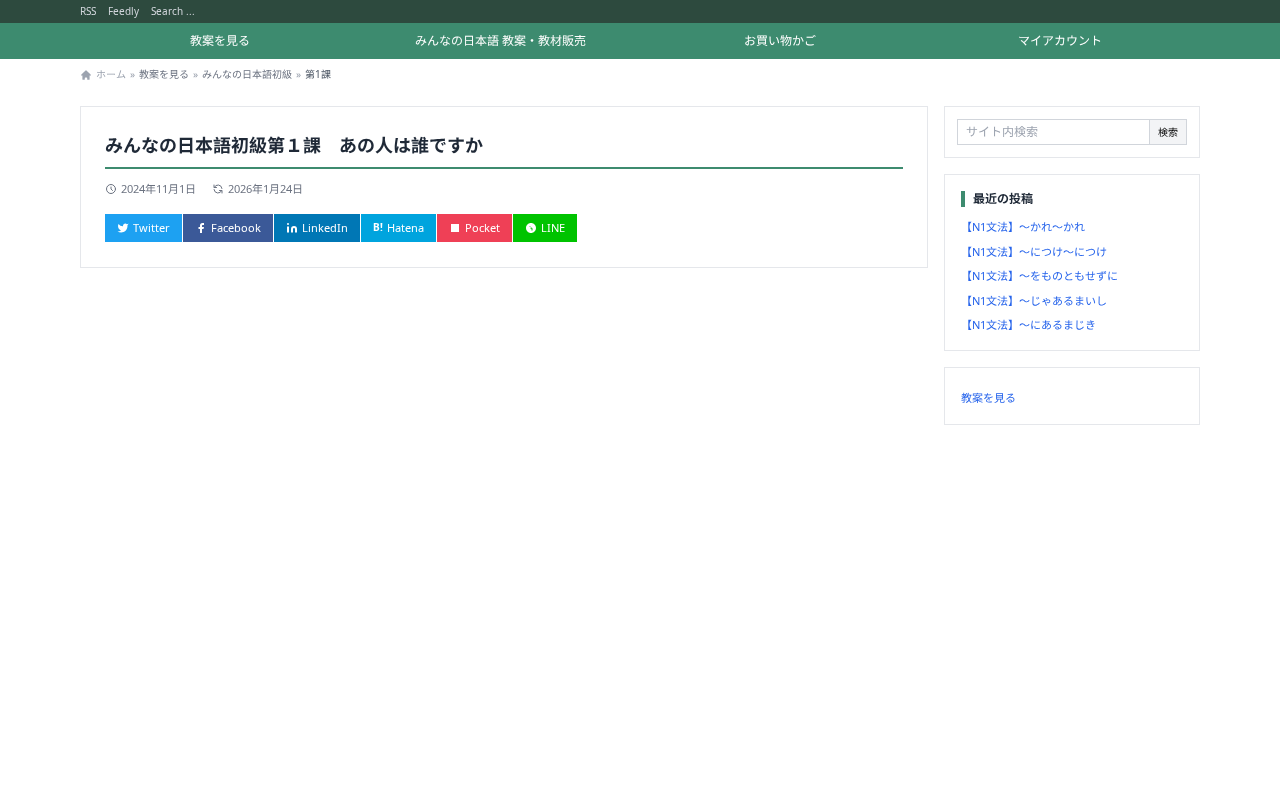 RSS Feedly Search ...
教案を見る みんなの日本語 教案・教材販売 お買い物かご マイアカウント
ホーム » 教案を見る » みんなの日本語初級 » 第1課
みんなの日本語初級第１課　あの人は誰ですか
2024年11月1日 2026年1月24日
Twitter Facebook LinkedIn B! Hatena Pocket LINE
サイト内検索 検索
最近の投稿
【N1文法】～かれ～かれ
【N1文法】～につけ～につけ
【N1文法】～をものともせずに
【N1文法】～じゃあるまいし
【N1文法】～にあるまじき
教案を見る